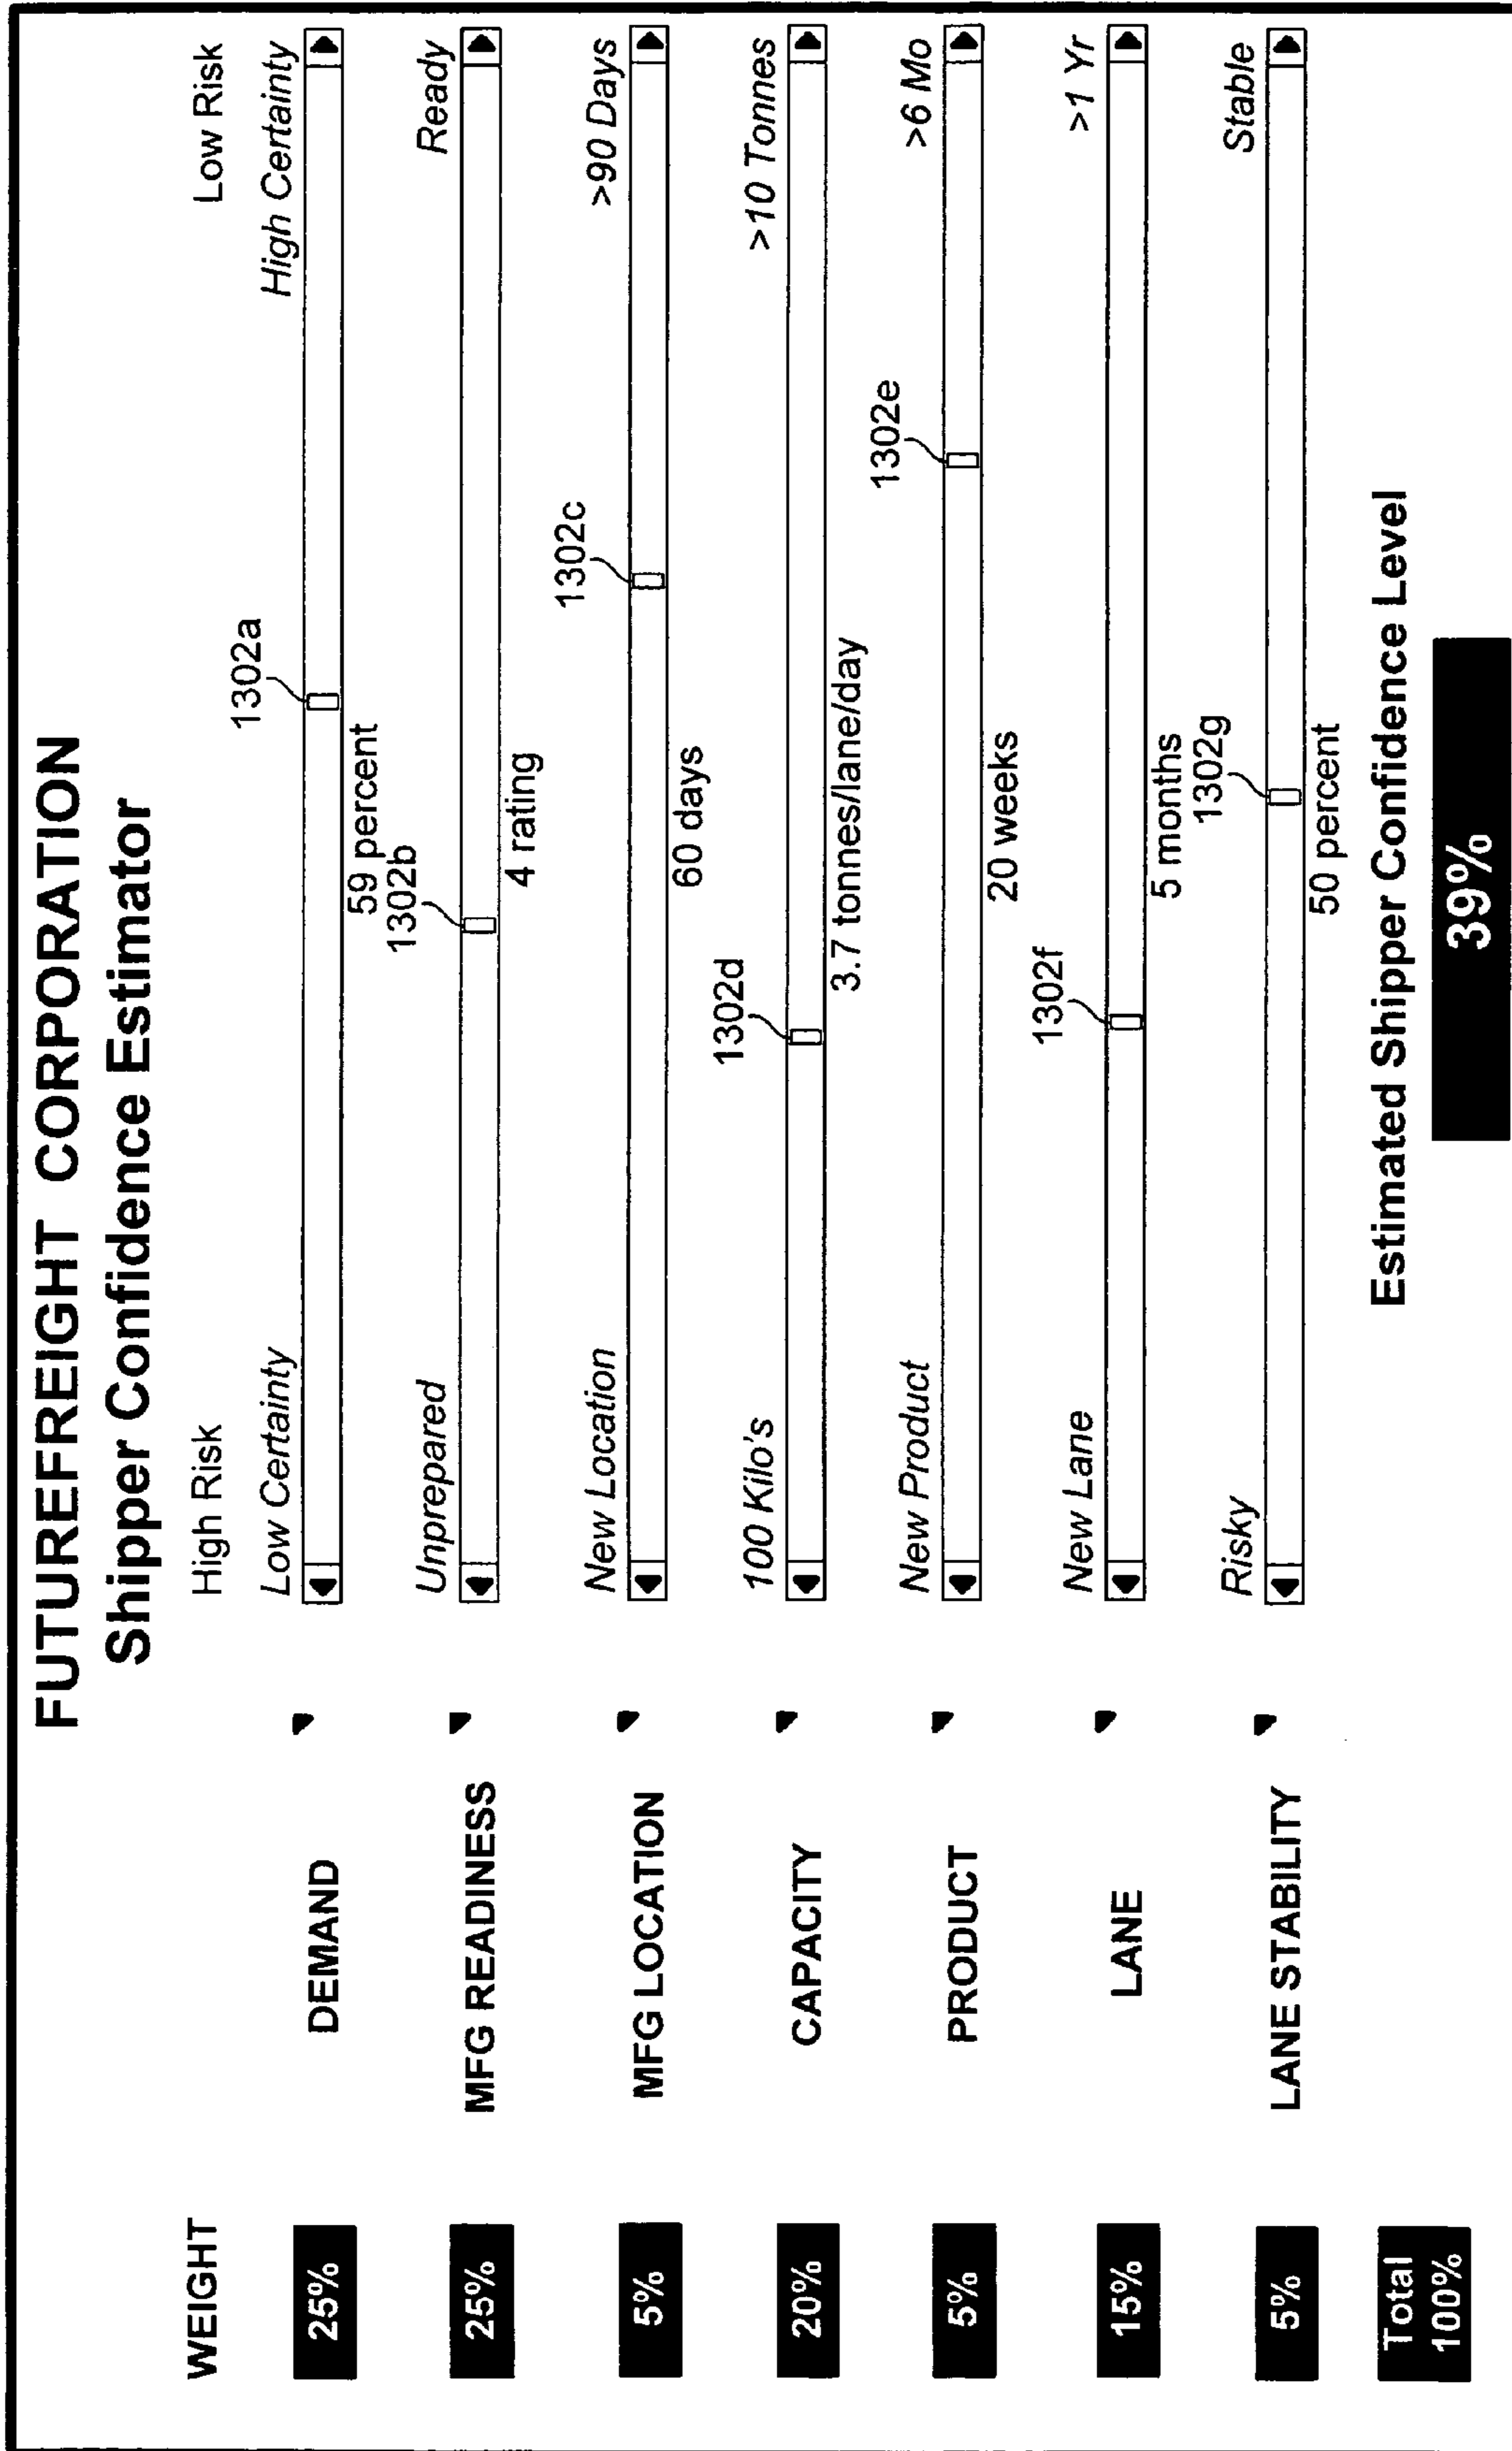 FUTUREFREIGHT CORPORATION
Shipper Confidence Estimator
WEIGHT
High Risk
Low Risk
25%
DEMAND
Low Certainty
High Certainty
1302a
59 percent
25%
MFG READINESS
Unprepared
Ready
1302b
4 rating
5%
MFG LOCATION
New Location
>90 Days
1302c
60 days
20%
CAPACITY
100 Kilo's
>10 Tonnes
1302d
3.7 tonnes/lane/day
5%
PRODUCT
New Product
>6 Mo
1302e
20 weeks
15%
LANE
New Lane
>1 Yr
1302f
5 months
5%
LANE STABILITY
Risky
Stable
1302g
50 percent
Total
100%
Estimated Shipper Confidence Level
39%